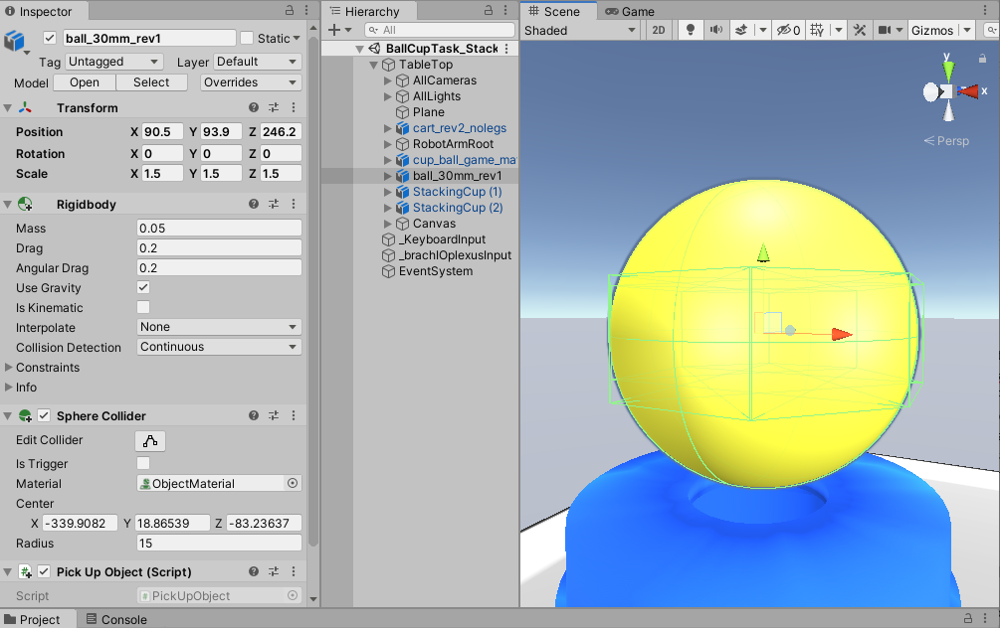 Inspector
ball_30mm_rev1
Static
Tag Untagged Layer Default
Model Open Select Overrides
Transform
Position X 90.5 Y 93.9 Z 246.2
Rotation X 0 Y 0 Z 0
Scale X 1.5 Y 1.5 Z 1.5
Rigidbody
Mass 0.05
Drag 0.2
Angular Drag 0.2
Use Gravity
Is Kinematic
Interpolate None
Collision Detection Continuous
Constraints
Info
Sphere Collider
Edit Collider
Is Trigger
Material ObjectMaterial
Center
X -339.9082 Y 18.86539 Z -83.23637
Radius 15
Pick Up Object (Script)
Script PickUpObject
Project Console
Hierarchy
All
BallCupTask_Stack
TableTop
AllCameras
AllLights
Plane
cart_rev2_nolegs
RobotArmRoot
cup_ball_game_ma
ball_30mm_rev1
StackingCup (1)
StackingCup (2)
Canvas
_KeyboardInput
_brachIOplexusInput
EventSystem
Scene Game
Shaded 2D 0 Gizmos
y
x
Persp